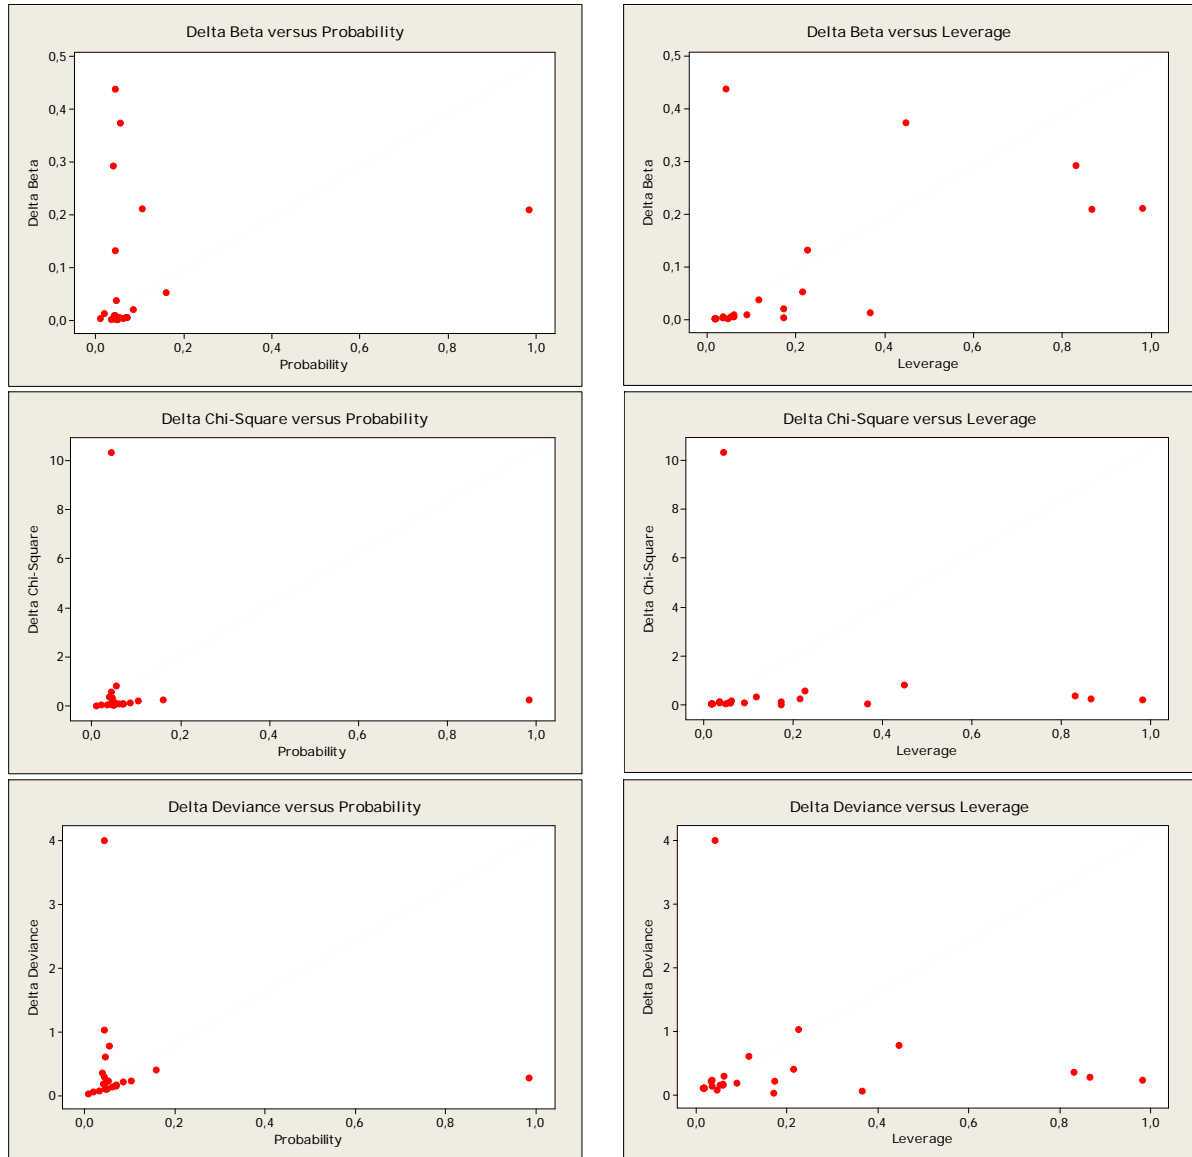 Delta Beta versus Probability
0,5
0,4
0,3
0,2
0,1
0,0
Delta Beta
0,0 0,2 0,4 0,6 0,8 1,0
Probability
Delta Beta versus Leverage
0,5
0,4
0,3
0,2
0,1
0,0
Delta Beta
0,0 0,2 0,4 0,6 0,8 1,0
Leverage
Delta Chi-Square versus Probability
10
8
6
4
2
0
Delta Chi-Square
0,0 0,2 0,4 0,6 0,8 1,0
Probability
Delta Chi-Square versus Leverage
10
8
6
4
2
0
Delta Chi-Square
0,0 0,2 0,4 0,6 0,8 1,0
Leverage
Delta Deviance versus Probability
4
3
2
1
0
Delta Deviance
0,0 0,2 0,4 0,6 0,8 1,0
Probability
Delta Deviance versus Leverage
4
3
2
1
0
Delta Deviance
0,0 0,2 0,4 0,6 0,8 1,0
Leverage